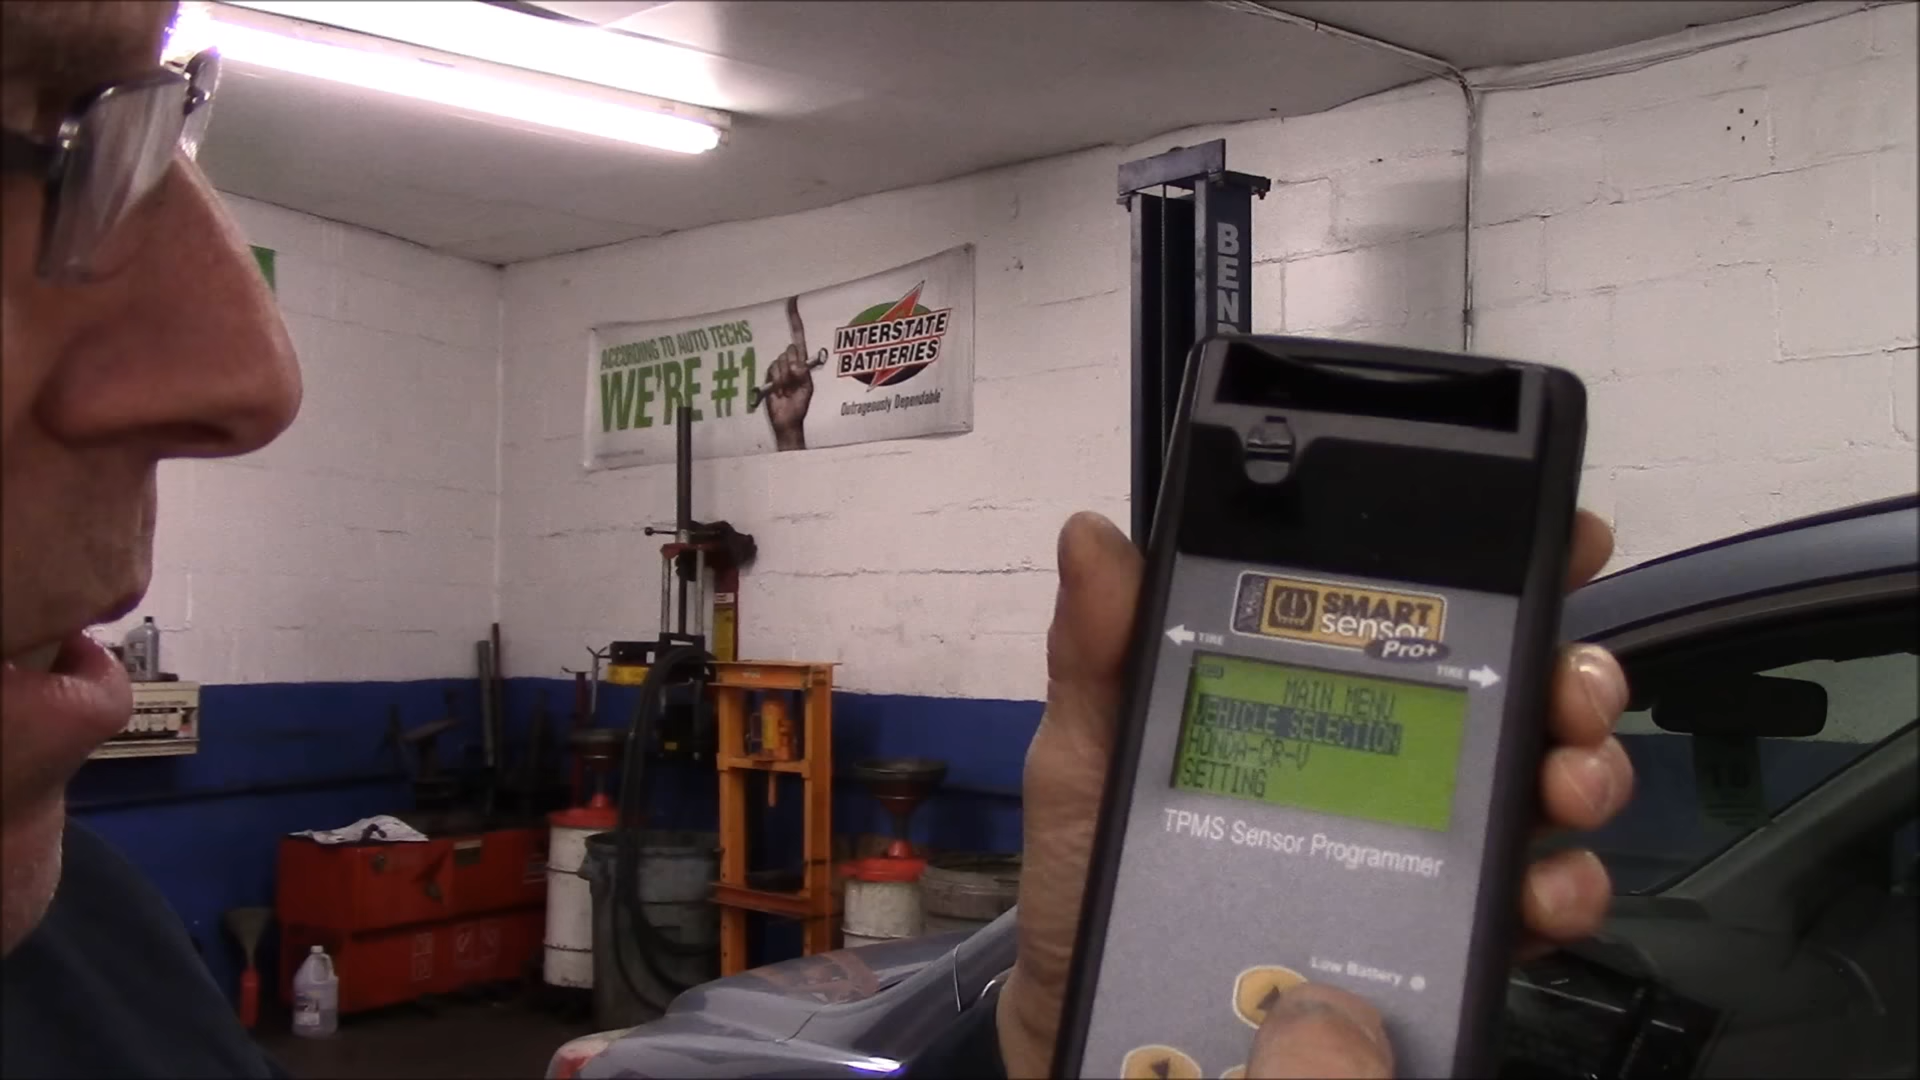 ACCORDING TO AUTO TECHS
WE'RE #1
INTERSTATE
BATTERIES
Outrageously Dependable
BEN
SMART
sensor
Pro+
TIRE
TIRE
MAIN MENU
VEHICLE SELECTION
HONDA-CR-V
SETTING
TPMS Sensor Programmer
Low Battery